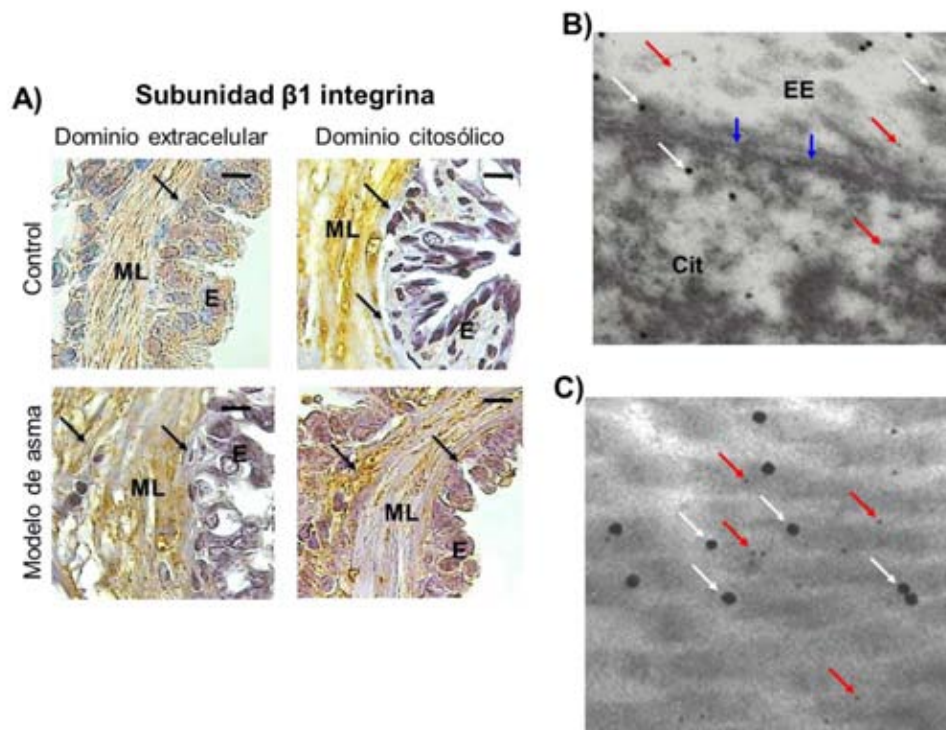 A)
Subunidad β1 integrina
Dominio extracelular Dominio citosólico
Control
ML
E
ML
E
Modelo de asma
ML
E
ML
E
B)
EE
Cit
C)